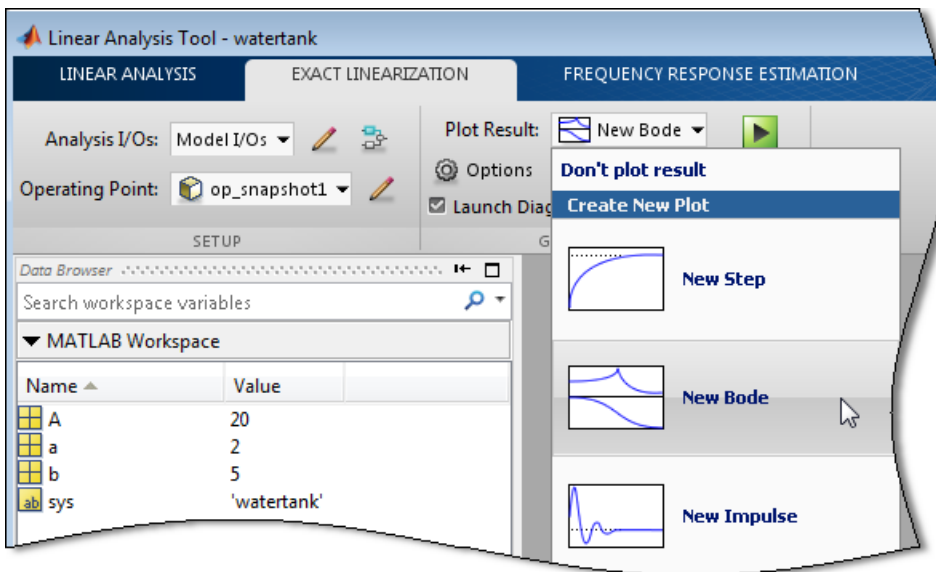 Linear Analysis Tool - watertank
LINEAR ANALYSIS EXACT LINEARIZATION FREQUENCY RESPONSE ESTIMATION
Analysis I/Os: Model I/Os Plot Result: New Bode
Operating Point: op_snapshot1 Options
Launch Diag
SETUP G
Don't plot result
Create New Plot
New Step
New Bode
New Impulse
Data Browser
Search workspace variables
MATLAB Workspace
Name Value
A 20
a 2
b 5
ab sys 'watertank'